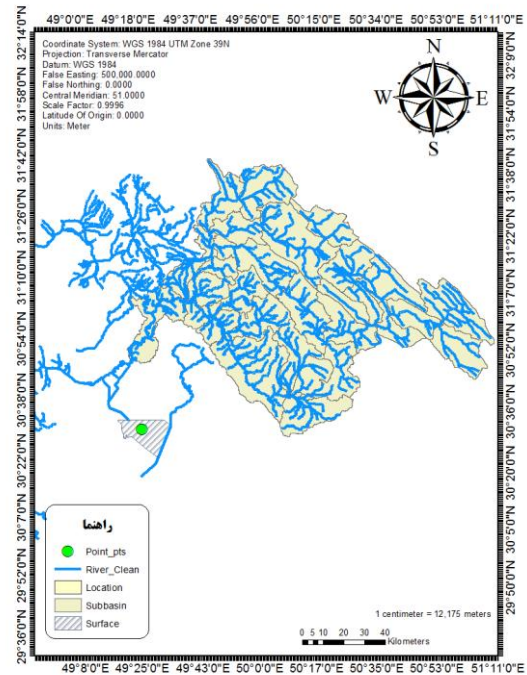 49°0'0"E 49°18'0"E 49°37'0"E 49°56'0"E 50°15'0"E 50°34'0"E 50°53'0"E 51°11'0"E
Coordinate System: WGS 1984 UTM Zone 39N
Projection: Transverse Mercator
Datum: WGS 1984
False Easting: 500,000.0000
False Northing: 0.0000
Central Meridian: 51.0000
Scale Factor: 0.9996
Latitude Of Origin: 0.0000
Units: Meter
N
W E
S
32°14'0"N
31°58'0"N
31°42'0"N
31°26'0"N
31°10'0"N
30°54'0"N
30°38'0"N
30°22'0"N
30°7'0"N
29°52'0"N
29°36'0"N
32°9'0"N
31°54'0"N
31°38'0"N
31°22'0"N
31°7'0"N
30°52'0"N
30°36'0"N
30°20'0"N
30°5'0"N
29°50'0"N
راهنما
Point_pts
River_Clean
Location
Subbasin
Surface
1 centimeter = 12,175 meters
0 5 10 20 30 40
Kilometers
49°8'0"E 49°25'0"E 49°43'0"E 50°0'0"E 50°17'0"E 50°35'0"E 50°53'0"E 51°11'0"E